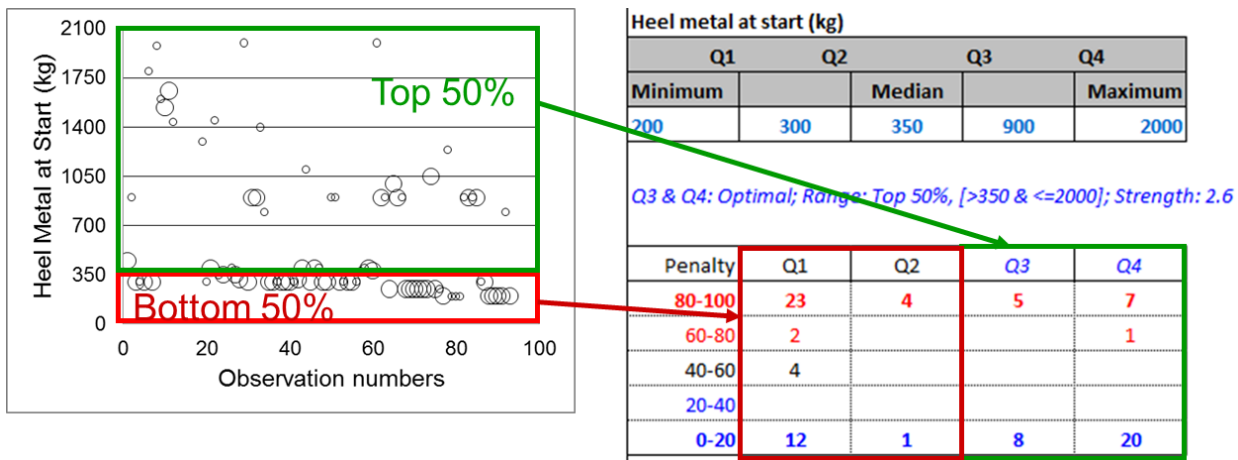 2100
1750
1400
1050
700
350
0
Heel Metal at Start (kg)
Top 50%
Bottom 50%
0 20 40 60 80 100
Observation numbers
Heel metal at start (kg)
Q1 Q2 Q3 Q4
Minimum Median Maximum
200 300 350 900 2000
Q3 & Q4: Optimal; Range: Top 50%, [>350 & <=2000]; Strength: 2.6
Penalty Q1 Q2 Q3 Q4
80-100 23 4 5 7
60-80 2 1
40-60 4
20-40
0-20 12 1 8 20